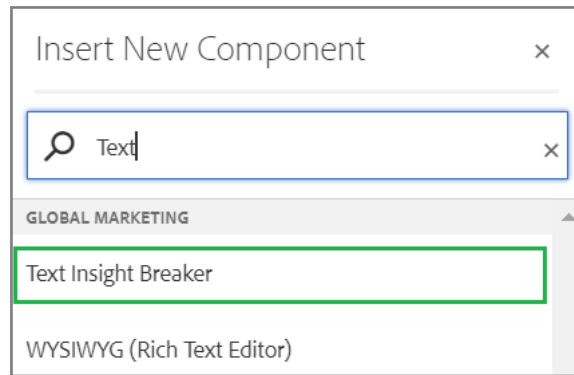 Insert New Component
Text
GLOBAL MARKETING
Text Insight Breaker
WYSIWYG (Rich Text Editor)